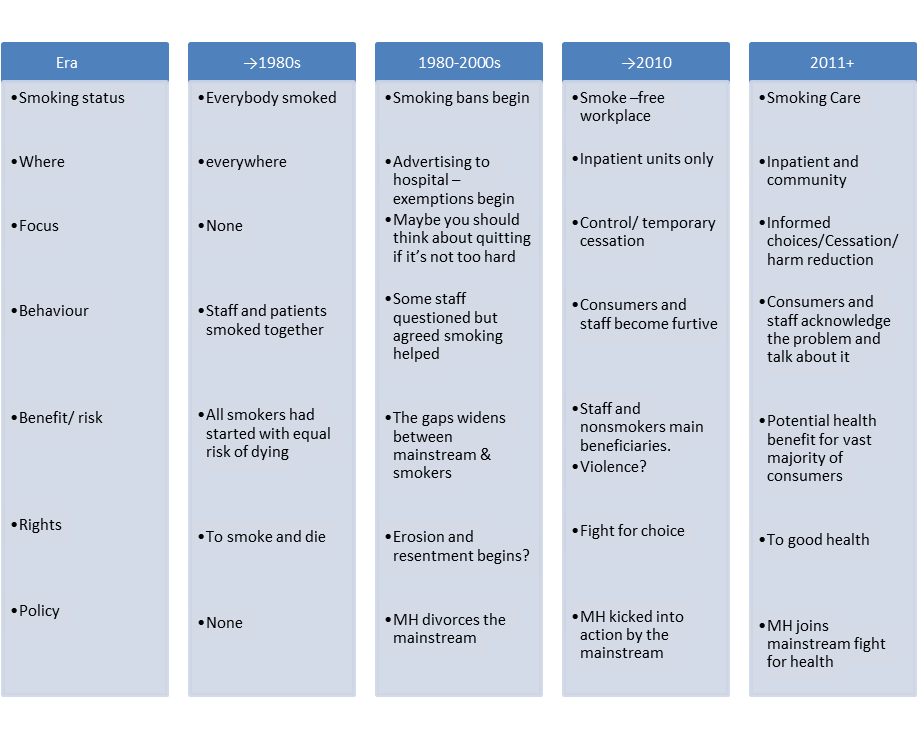 Era
•Smoking status
•Where
•Focus
•Behaviour
•Benefit/ risk
•Rights
•Policy
→1980s
•Everybody smoked
•everywhere
•None
•Staff and patients
smoked together
•All smokers had
started with equal
risk of dying
•To smoke and die
•None
1980-2000s
•Smoking bans begin
•Advertising to
hospital –
exemptions begin
•Maybe you should
think about quitting
if it’s not too hard
•Some staff
questioned but
agreed smoking
helped
•The gaps widens
between
mainstream &
smokers
•Erosion and
resentment begins?
•MH divorces the
mainstream
→2010
•Smoke –free
workplace
•Inpatient units only
•Control/ temporary
cessation
•Consumers and
staff become furtive
•Staff and
nonsmokers main
beneficiaries.
•Violence?
•Fight for choice
•MH kicked into
action by the
mainstream
2011+
•Smoking Care
•Inpatient and
community
•Informed
choices/Cessation/
harm reduction
•Consumers and
staff acknowledge
the problem and
talk about it
•Potential health
benefit for vast
majority of
consumers
•To good health
•MH joins
mainstream fight
for health